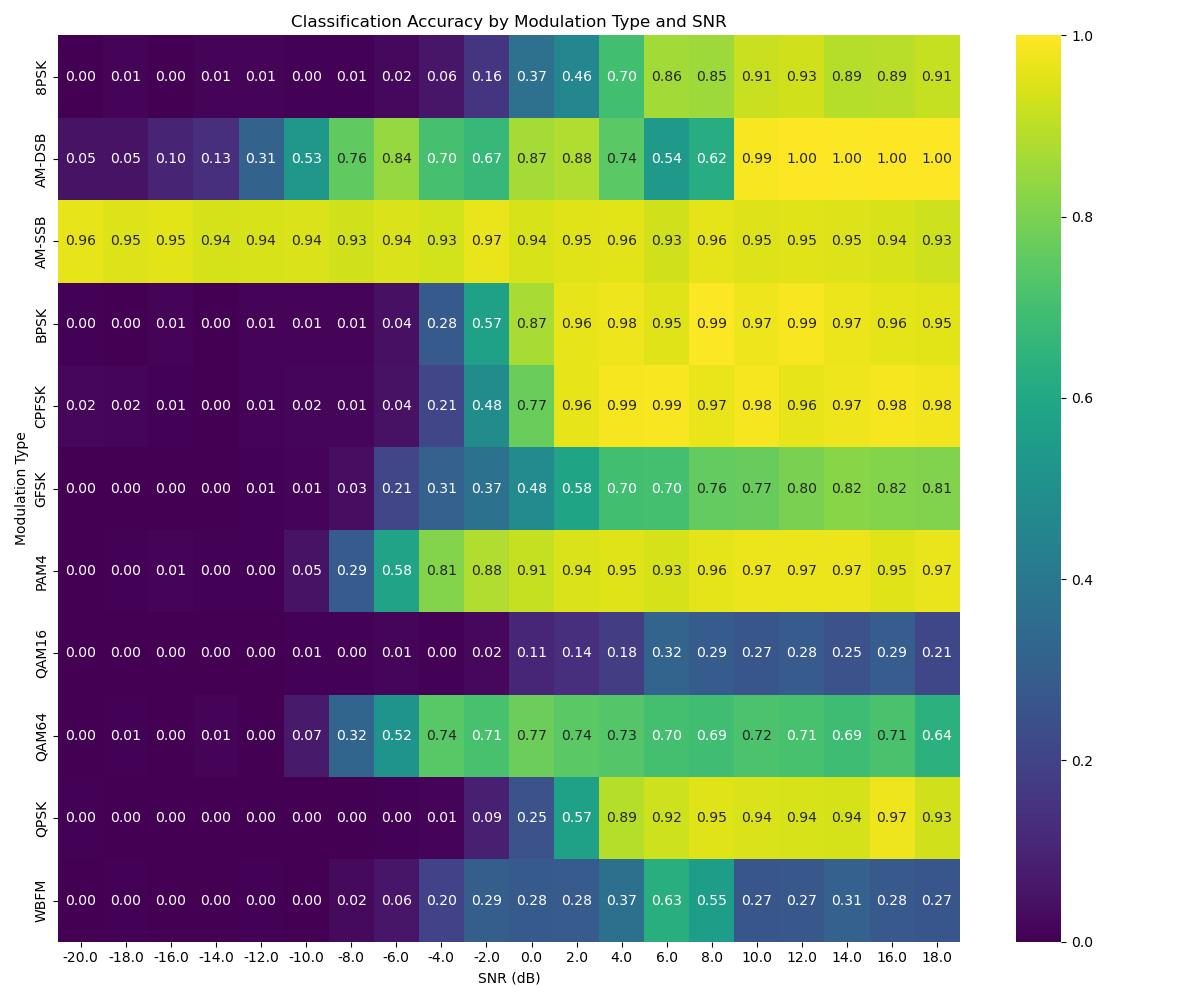 Classification Accuracy by Modulation Type and SNR
8PSK 0.00 0.01 0.00 0.01 0.01 0.00 0.01 0.02 0.06 0.16 0.37 0.46 0.70 0.86 0.85 0.91 0.93 0.89 0.89 0.91
AM-DSB 0.05 0.05 0.10 0.13 0.31 0.53 0.76 0.84 0.70 0.67 0.87 0.88 0.74 0.54 0.62 0.99 1.00 1.00 1.00 1.00
AM-SSB 0.96 0.95 0.95 0.94 0.94 0.94 0.93 0.94 0.93 0.97 0.94 0.95 0.96 0.93 0.96 0.95 0.95 0.95 0.94 0.93
BPSK 0.00 0.00 0.01 0.00 0.01 0.01 0.01 0.04 0.28 0.57 0.87 0.96 0.98 0.95 0.99 0.97 0.99 0.97 0.96 0.95
CPFSK 0.02 0.02 0.01 0.00 0.01 0.02 0.01 0.04 0.21 0.48 0.77 0.96 0.99 0.99 0.97 0.98 0.96 0.97 0.98 0.98
GFSK 0.00 0.00 0.00 0.00 0.01 0.01 0.03 0.21 0.31 0.37 0.48 0.58 0.70 0.70 0.76 0.77 0.80 0.82 0.82 0.81
PAM4 0.00 0.00 0.01 0.00 0.00 0.05 0.29 0.58 0.81 0.88 0.91 0.94 0.95 0.93 0.96 0.97 0.97 0.97 0.95 0.97
QAM16 0.00 0.00 0.00 0.00 0.00 0.01 0.00 0.01 0.00 0.02 0.11 0.14 0.18 0.32 0.29 0.27 0.28 0.25 0.29 0.21
QAM64 0.00 0.01 0.00 0.01 0.00 0.07 0.32 0.52 0.74 0.71 0.77 0.74 0.73 0.70 0.69 0.72 0.71 0.69 0.71 0.64
QPSK 0.00 0.00 0.00 0.00 0.00 0.00 0.00 0.00 0.01 0.09 0.25 0.57 0.89 0.92 0.95 0.94 0.94 0.94 0.97 0.93
WBFM 0.00 0.00 0.00 0.00 0.00 0.00 0.02 0.06 0.20 0.29 0.28 0.28 0.37 0.63 0.55 0.27 0.27 0.31 0.28 0.27
-20.0 -18.0 -16.0 -14.0 -12.0 -10.0 -8.0 -6.0 -4.0 -2.0 0.0 2.0 4.0 6.0 8.0 10.0 12.0 14.0 16.0 18.0
SNR (dB)
Modulation Type
1.0
0.8
0.6
0.4
0.2
0.0